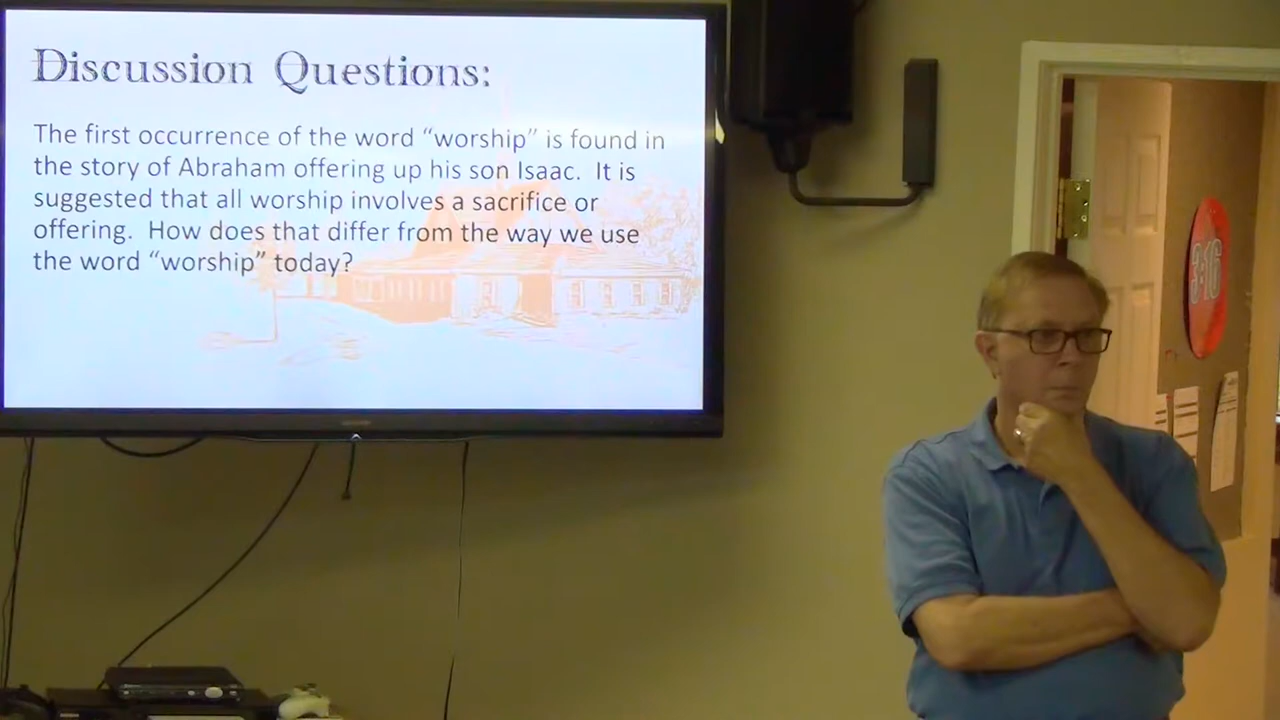 Discussion Questions:
The first occurrence of the word “worship” is found in
the story of Abraham offering up his son Isaac.  It is
suggested that all worship involves a sacrifice or
offering.  How does that differ from the way we use
the word “worship” today?
3:16